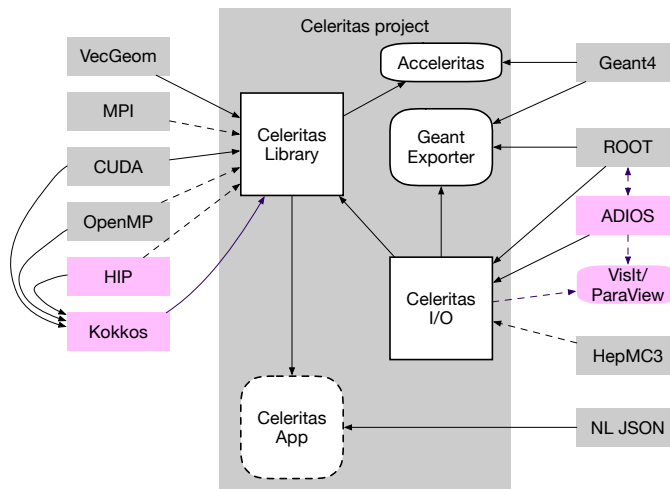 Celeritas project
VecGeom
MPI
CUDA
OpenMP
HIP
Kokkos
Celeritas
Library
Acceleritas
Geant
Exporter
Celeritas
I/O
Celeritas
App
Geant4
ROOT
ADIOS
VisIt/
ParaView
HepMC3
NL JSON